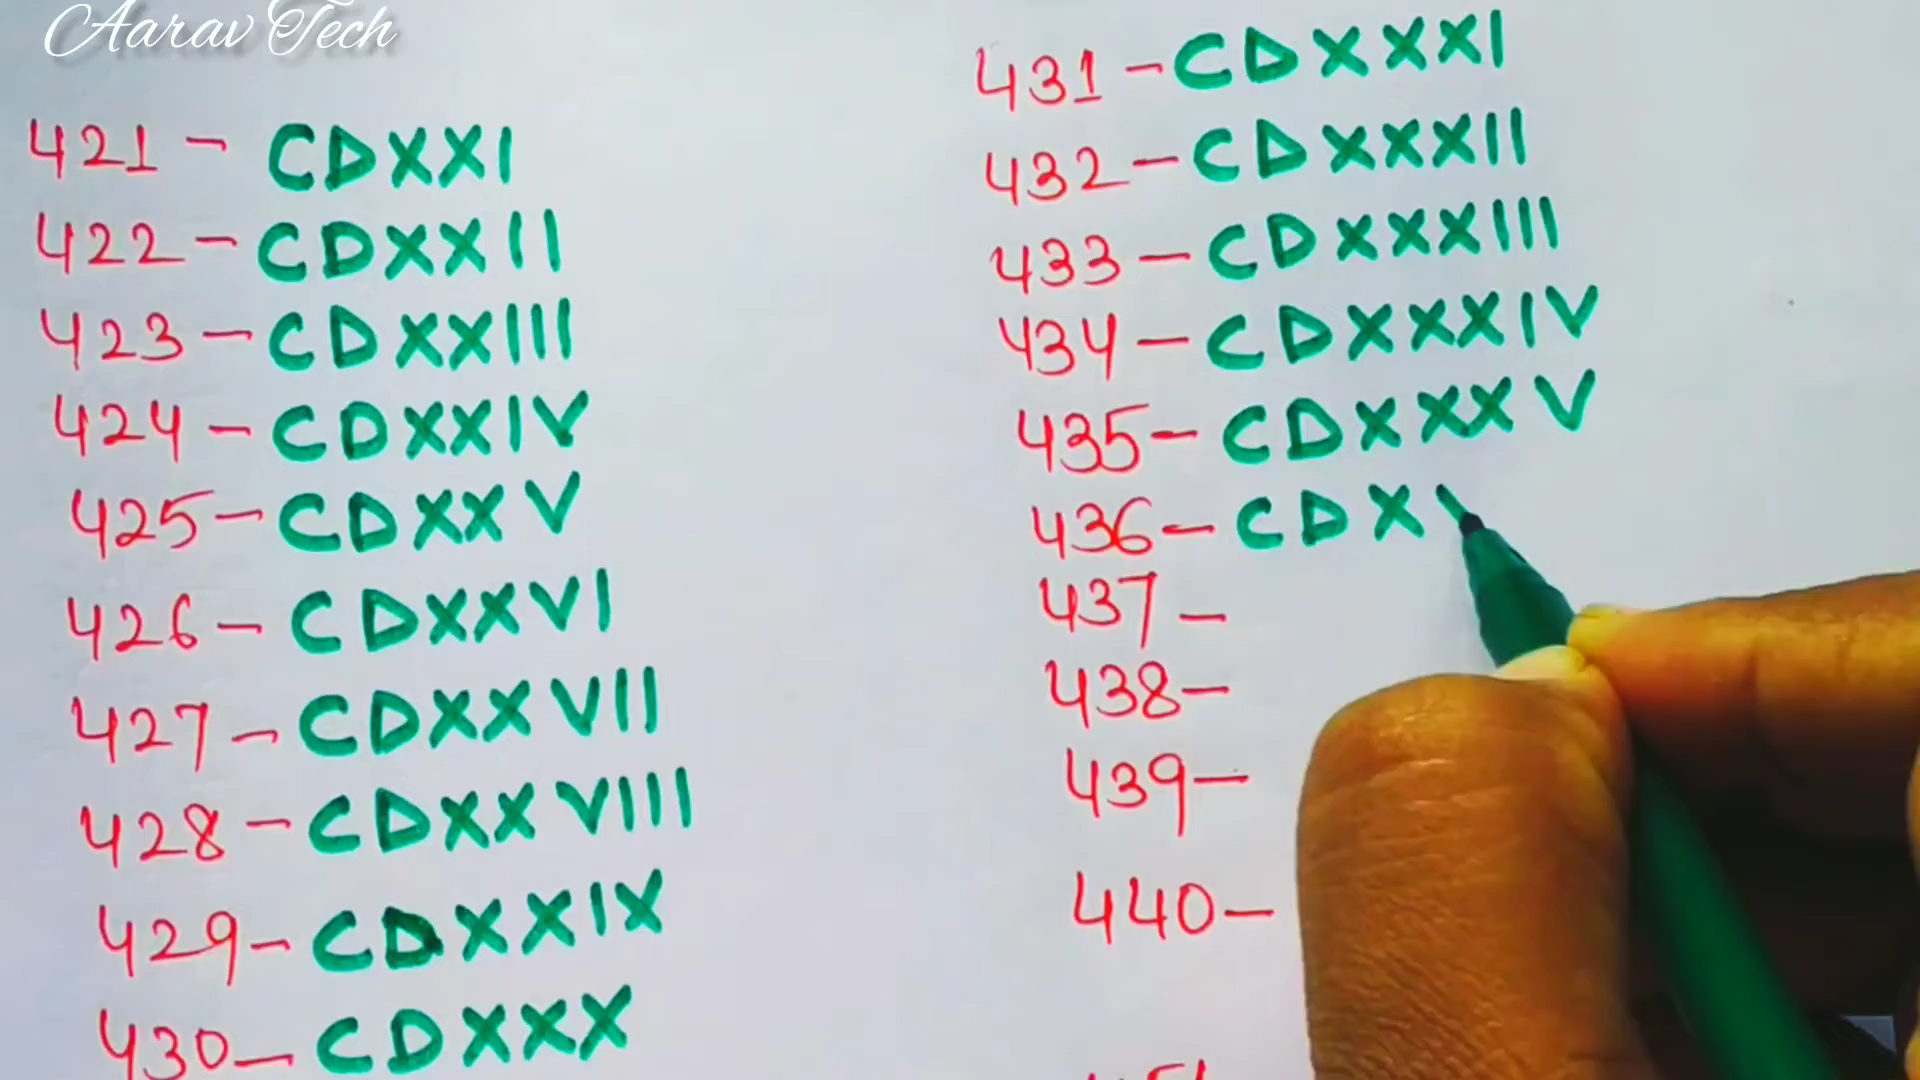 Aarav Tech
421 - CDXXI
422 - CDXXII
423 - CDXXIII
424 - CDXXIV
425 - CDXXV
426 - CDXXVI
427 - CDXXVII
428 - CDXXVIII
429 - CDXXIX
430 - CDXXX
431 - CDXXXI
432 - CDXXXII
433 - CDXXXIII
434 - CDXXXIV
435 - CDXXXV
436 - CDX
437 -
438 -
439 -
440 -